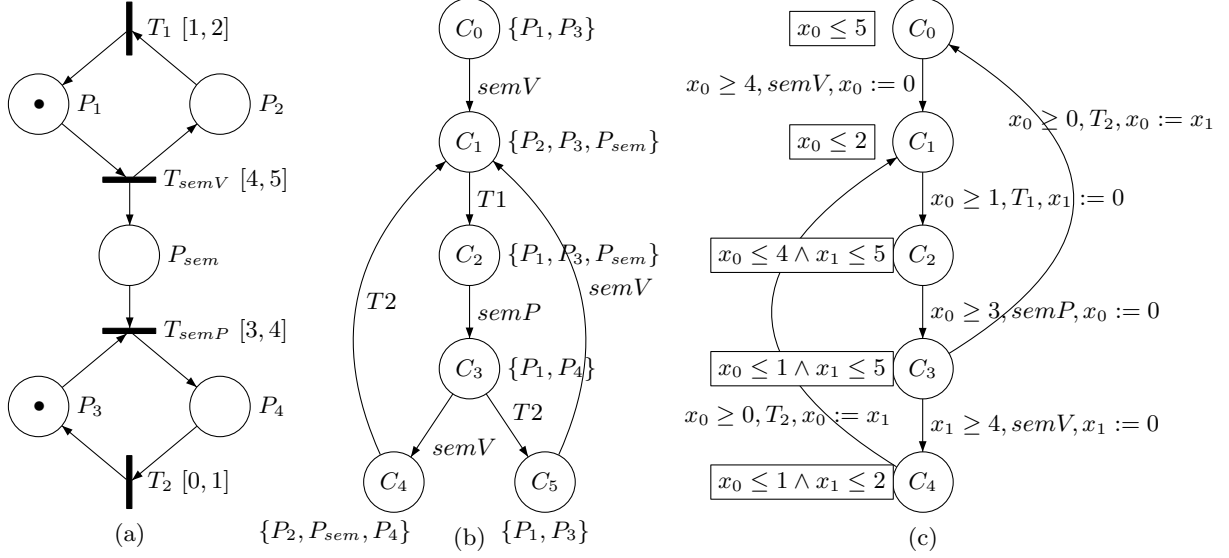 T_1 [1, 2]
P_1
P_2
T_{semV} [4, 5]
P_{sem}
T_{semP} [3, 4]
P_3
P_4
T_2 [0, 1]
(a)
C_0 {P_1, P_3}
semV
C_1 {P_2, P_3, P_{sem}}
T1
C_2 {P_1, P_3, P_{sem}}
T2
semV
semP
C_3 {P_1, P_4}
semV
T2
C_4
C_5
{P_2, P_{sem}, P_4}
(b)
{P_1, P_3}
x_0 ≤ 5 C_0
x_0 ≥ 4, semV, x_0 := 0
x_0 ≥ 0, T_2, x_0 := x_1
x_0 ≤ 2 C_1
x_0 ≥ 1, T_1, x_1 := 0
x_0 ≤ 4 ∧ x_1 ≤ 5 C_2
x_0 ≥ 3, semP, x_0 := 0
x_0 ≤ 1 ∧ x_1 ≤ 5 C_3
x_0 ≥ 0, T_2, x_0 := x_1
x_1 ≥ 4, semV, x_1 := 0
x_0 ≤ 1 ∧ x_1 ≤ 2 C_4
(c)